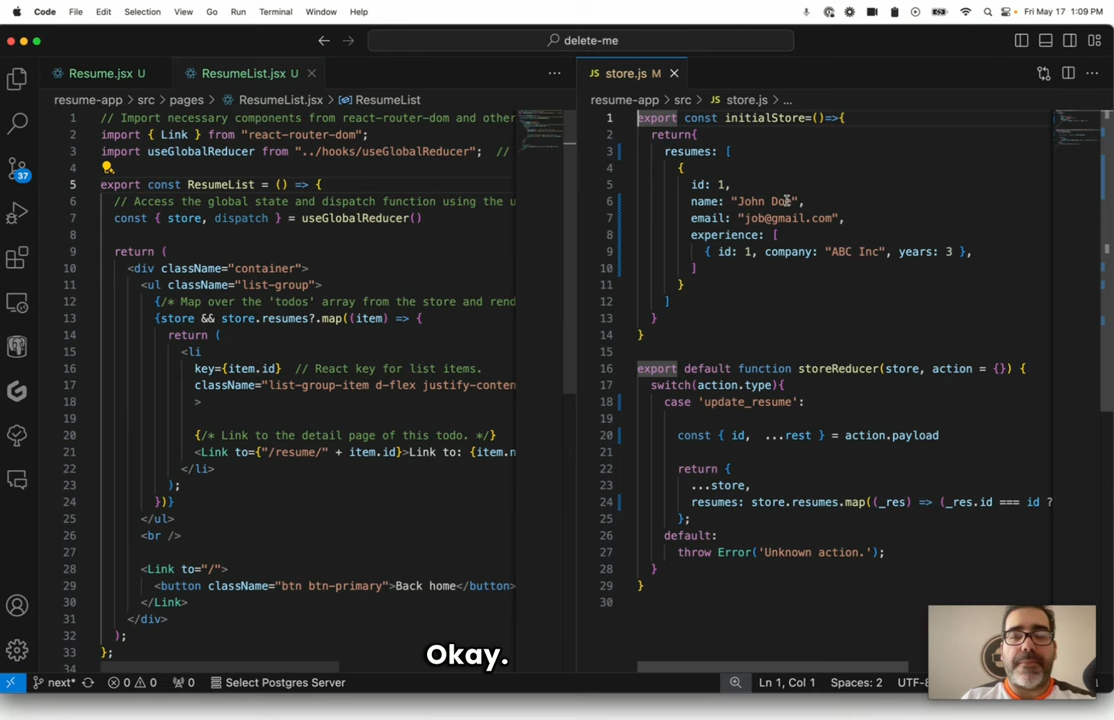 Code File Edit Selection View Go Run Terminal Window Help Fri May 17 1:09 PM
delete-me
Resume.jsx U ResumeList.jsx U
resume-app > src > pages > ResumeList.jsx > ResumeList
1 // Import necessary components from react-router-dom and other
2 import { Link } from "react-router-dom";
3 import useGlobalReducer from "../hooks/useGlobalReducer"; //
4
5 export const ResumeList = () => {
6 // Access the global state and dispatch function using the u
7 const { store, dispatch } = useGlobalReducer()
8
9 return (
10 <div className="container">
11 <ul className="list-group">
12 {/* Map over the 'todos' array from the store and rend
13 {store && store.resumes?.map((item) => {
14 return (
15 <li
16 key={item.id} // React key for list items.
17 className="list-group-item d-flex justify-conten
18 >
19
20 {/* Link to the detail page of this todo. */}
21 <Link to={"/resume/" + item.id}>Link to: {item.n
22 </li>
23 );
24 })}
25 </ul>
26 <br />
27
28 <Link to="/">
29 <button className="btn btn-primary">Back home</button>
30 </Link>
31 </div>
32 );
33 };
34
store.js M
resume-app > src > store.js > ...
1 export const initialStore=()=>{
2 return{
3 resumes: [
4 {
5 id: 1,
6 name: "John Doe",
7 email: "job@gmail.com",
8 experience: [
9 { id: 1, company: "ABC Inc", years: 3 },
10 ]
11 }
12 ]
13 }
14 }
15
16 export default function storeReducer(store, action = {}) {
17 switch(action.type){
18 case 'update_resume':
19
20 const { id, ...rest } = action.payload
21
22 return {
23 ...store,
24 resumes: store.resumes.map((_res) => (_res.id === id ?
25 };
26 default:
27 throw Error('Unknown action.');
28 }
29 }
30
37
Okay.
next* 0 0 0 Select Postgres Server Ln 1, Col 1 Spaces: 2 UTF-8